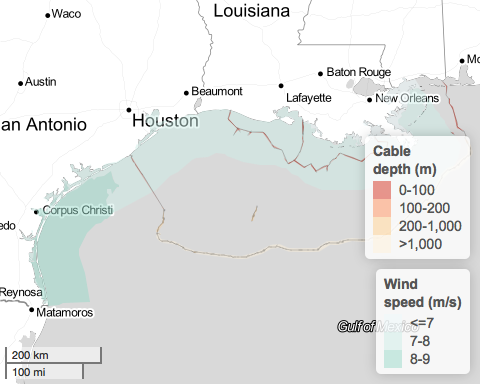 Louisiana
Waco
Mo
Baton Rouge
Austin
Beaumont
Lafayette
New Orleans
Houston
an Antonio
Cable
depth (m)
0-100
100-200
200-1,000
>1,000
Corpus Christi
edo
Wind
speed (m/s)
<=7
7-8
8-9
Reynosa
Matamoros
Gulf of Mexico
200 km
100 mi